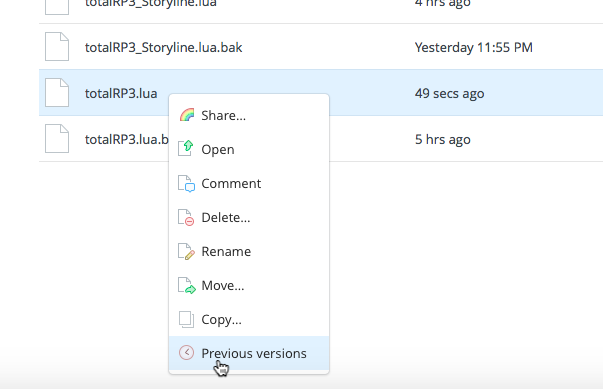 totalRP3_Storyline.lua 4 hrs ago
totalRP3_Storyline.lua.bak Yesterday 11:55 PM
totalRP3.lua 49 secs ago
totalRP3.lua.b 5 hrs ago
Share...
Open
Comment
Delete...
Rename
Move...
Copy...
Previous versions